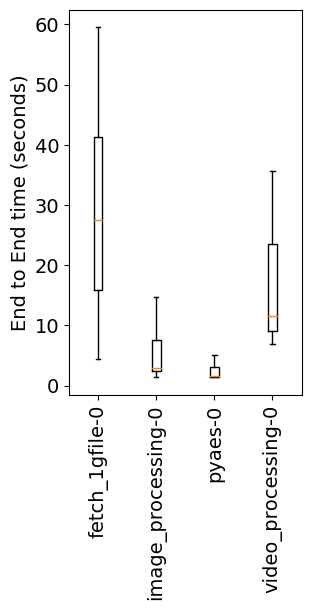 End to End time (seconds)
60
50
40
30
20
10
0
fetch_1gfile-0
image_processing-0
pyaes-0
video_processing-0